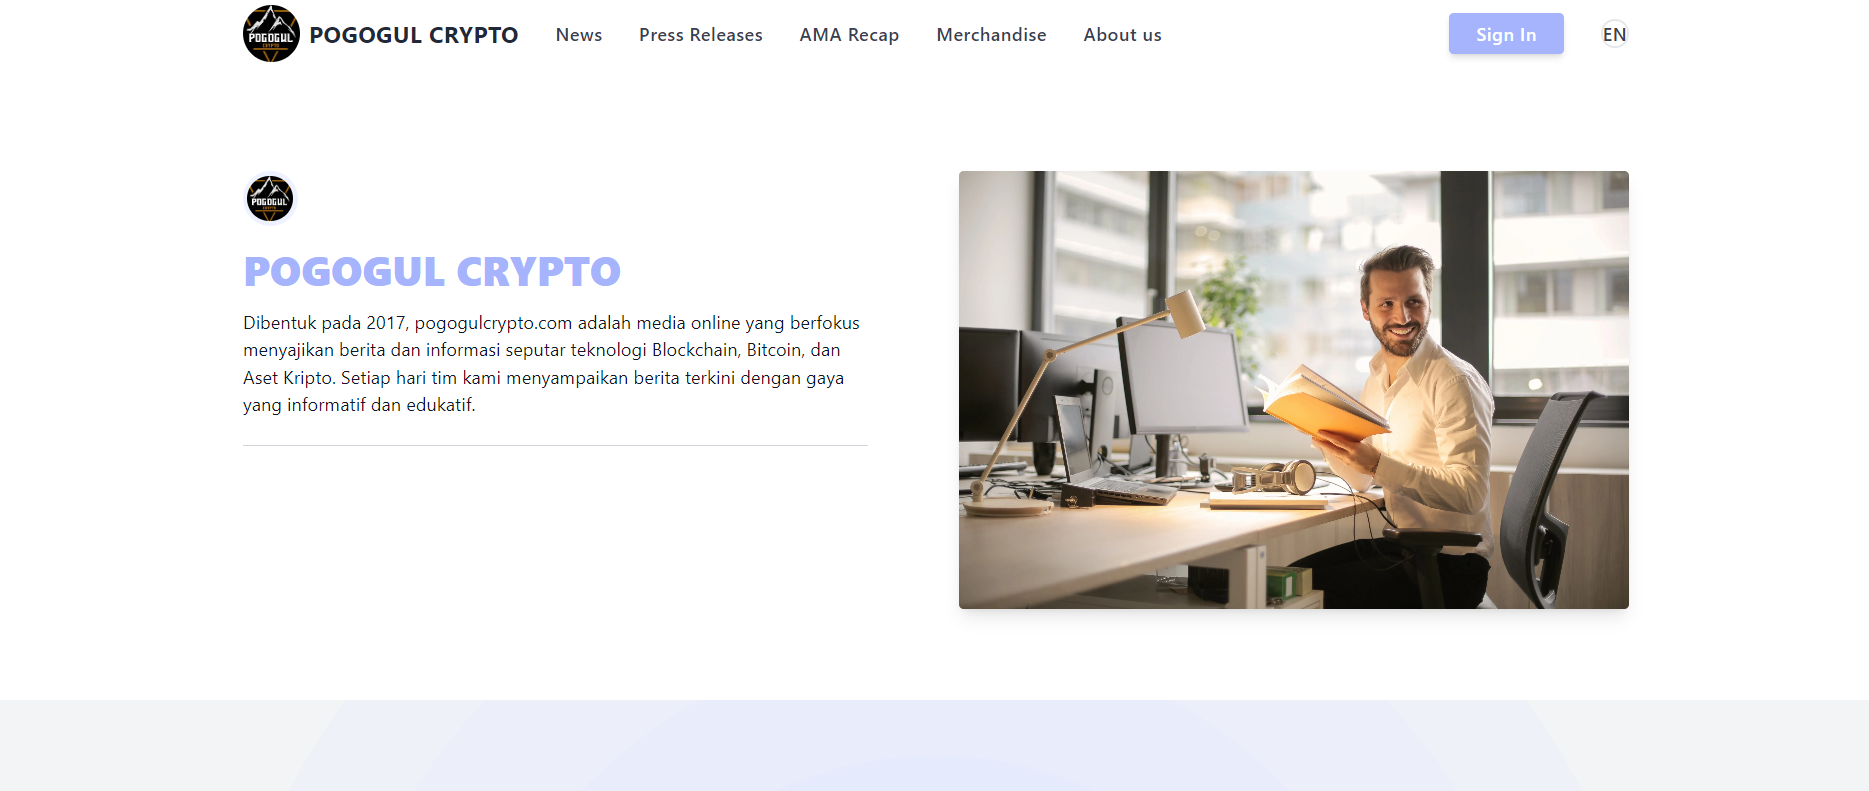 POGOGUL CRYPTO
POGOGUL CRYPTO News Press Releases AMA Recap Merchandise About us Sign In EN
POGOGUL CRYPTO
POGOGUL CRYPTO
Dibentuk pada 2017, pogogulcrypto.com adalah media online yang berfokus
menyajikan berita dan informasi seputar teknologi Blockchain, Bitcoin, dan
Aset Kripto. Setiap hari tim kami menyampaikan berita terkini dengan gaya
yang informatif dan edukatif.